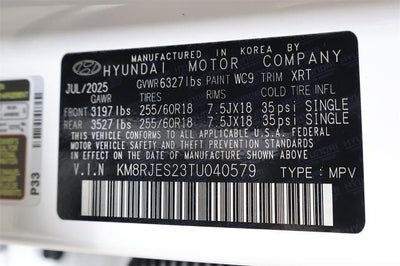 MANUFACTURED IN KOREA BY
HYUNDAI MOTOR COMPANY
JUL/2025 GVWR 6327lbs PAINT WC9 TRIM XRT
GAWR TIRES RIMS COLD TIRE INFL
FRONT 3197lbs 255/60R18 7.5JX18 35psi SINGLE
REAR 3527lbs 255/60R18 7.5JX18 35psi SINGLE
THIS VEHICLE CONFORMS TO ALL APPLICABLE U.S.A. FEDERAL
MOTOR VEHICLE SAFETY AND THEFT PREVENTION STANDARDS
IN EFFECT ON THE DATE OF MANUFACTURE SHOWN ABOVE.
V.I.N KM8RJES23TU040579 TYPE: MPV
P33